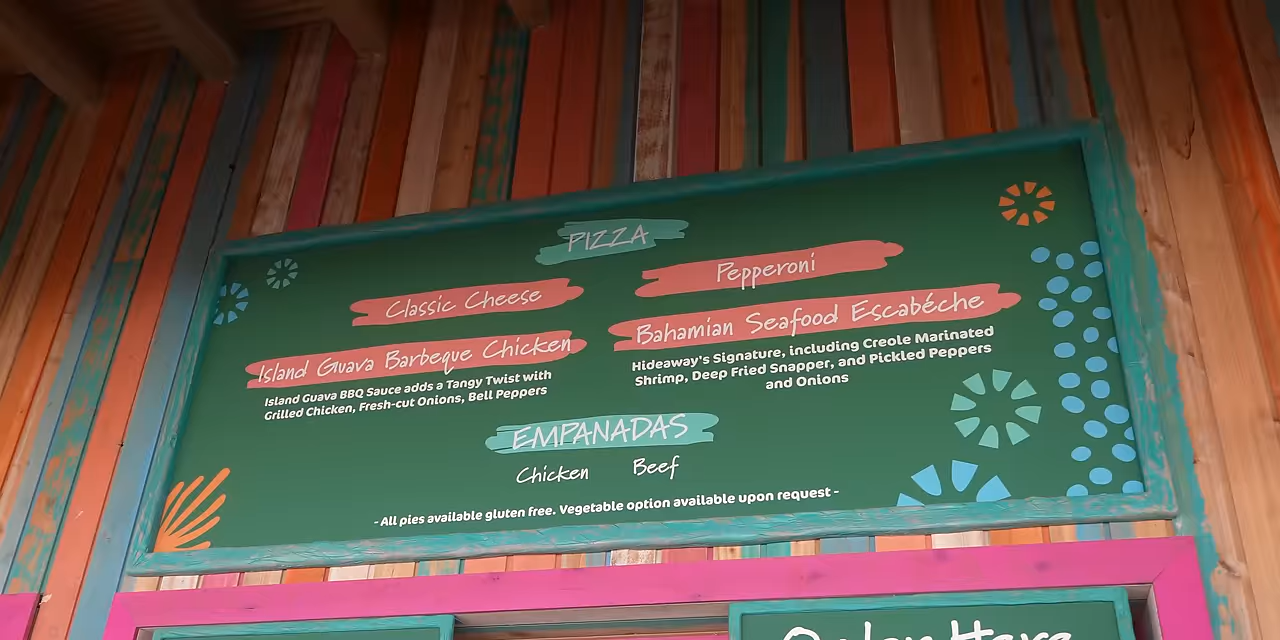 PIZZA
Classic Cheese
Pepperoni
Island Guava Barbeque Chicken
Island Guava BBQ Sauce adds a Tangy Twist with
Grilled Chicken, Fresh-cut Onions, Bell Peppers
Bahamian Seafood Escabéche
Hideaway's Signature, including Creole Marinated
Shrimp, Deep Fried Snapper, and Pickled Peppers
and Onions
EMPANADAS
Chicken Beef
- All pies available gluten free. Vegetable option available upon request -
Order Here